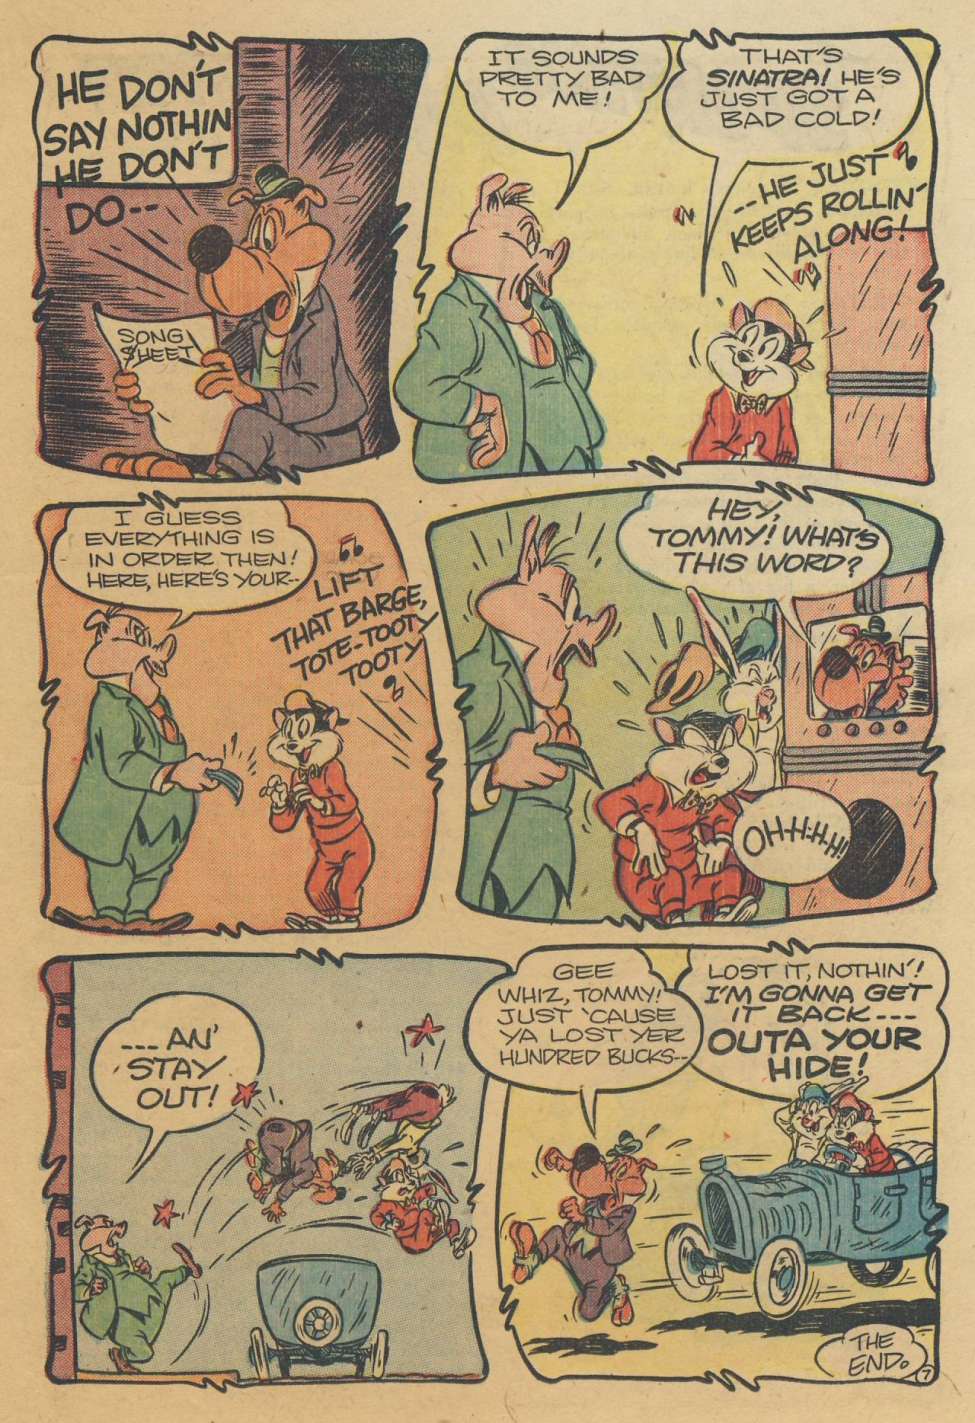 HE DON'T
SAY NOTHIN
HE DON'T
DO--
SONG
SHEET
IT SOUNDS
PRETTY BAD
TO ME!
THAT'S
SINATRA! HE'S
JUST GOT A
BAD COLD!
--HE JUST
KEEPS ROLLIN'
ALONG!
I GUESS
EVERYTHING IS
IN ORDER THEN!
HERE, HERE'S YOUR--
LIFT
THAT BARGE,
TOTE-TOOTY
TOOTY
HEY,
TOMMY! WHAT'S
THIS WORD?
OH-H-H-H!
---AN'
STAY
OUT!
GEE
WHIZ, TOMMY!
JUST 'CAUSE
YA LOST YER
HUNDRED BUCKS--
LOST IT, NOTHIN'!
I'M GONNA GET
IT BACK---
OUTA YOUR
HIDE!
THE
END.
7